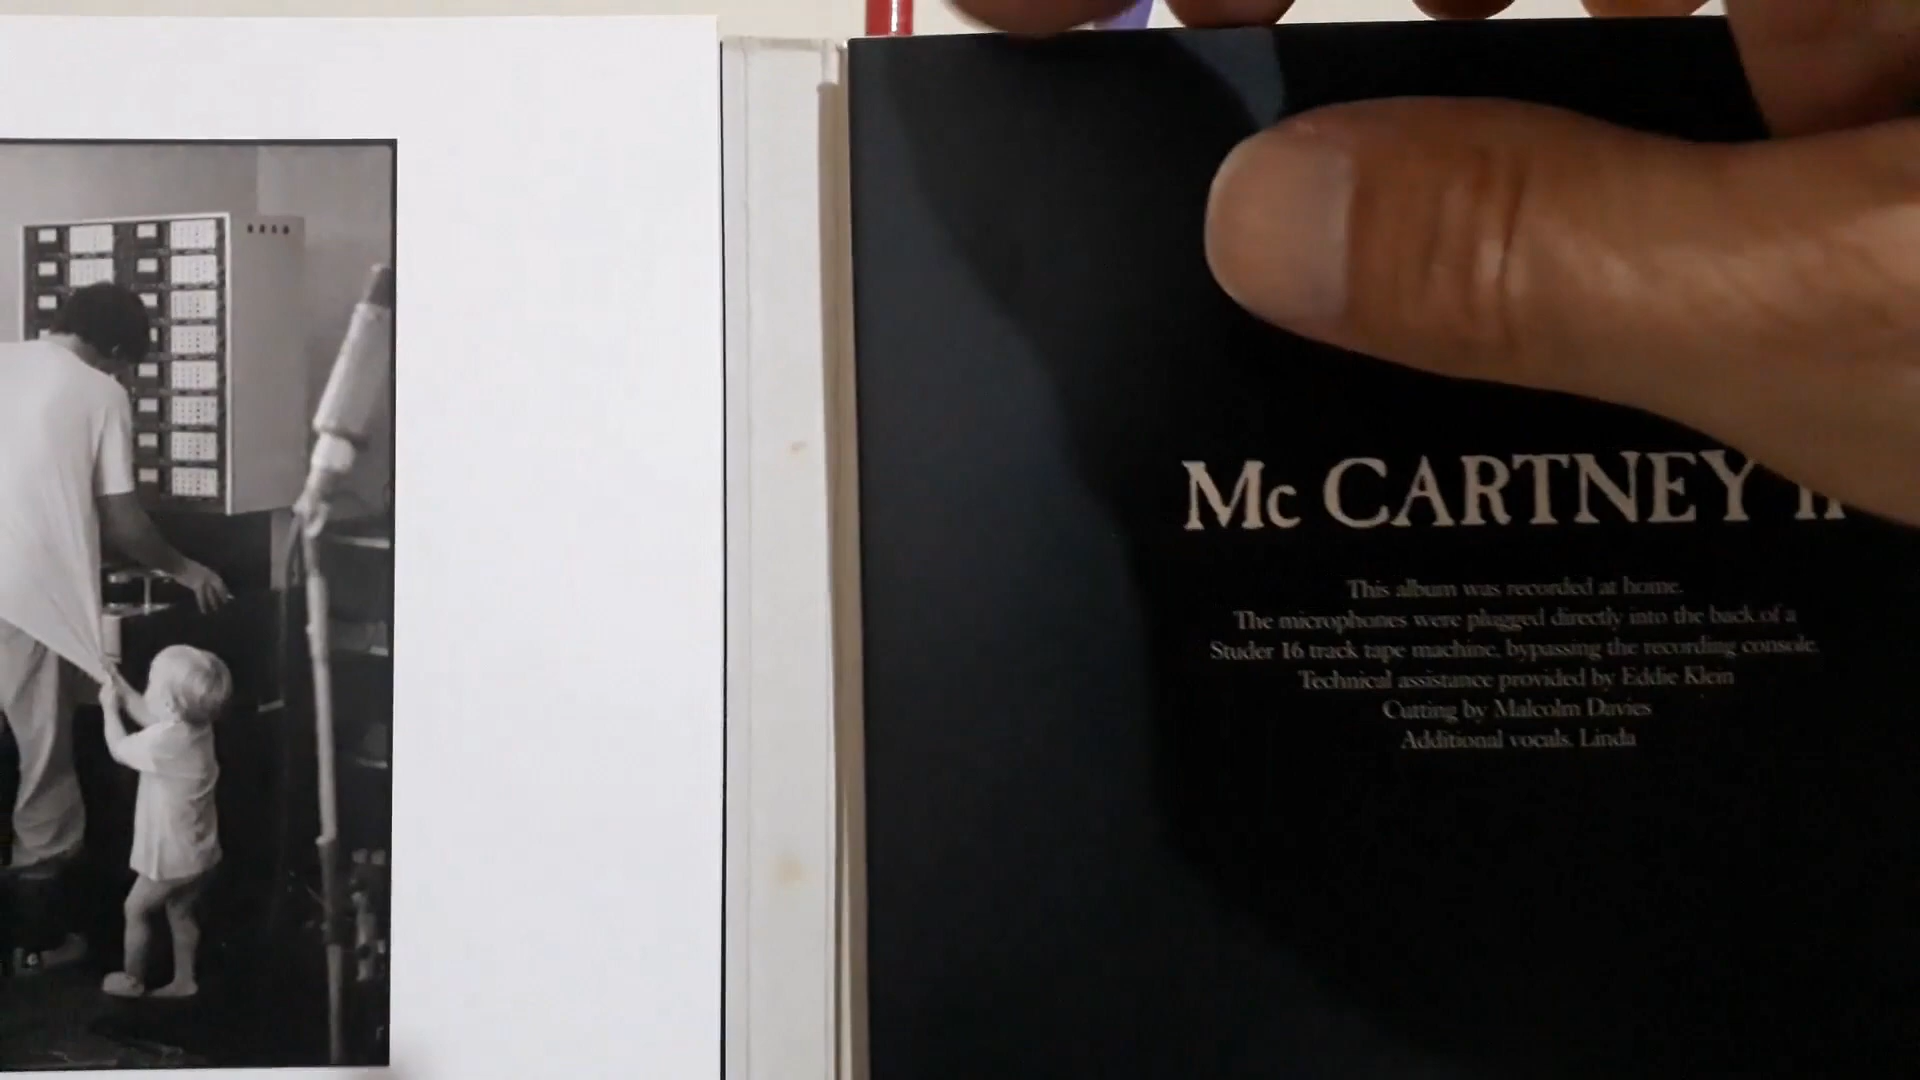 Mc CARTNEY II
This album was recorded at home.
The microphones were plugged directly into the back of a
Studer 16 track tape machine, bypassing the recording console.
Technical assistance provided by Eddie Klein
Cutting by Malcolm Davies
Additional vocals. Linda